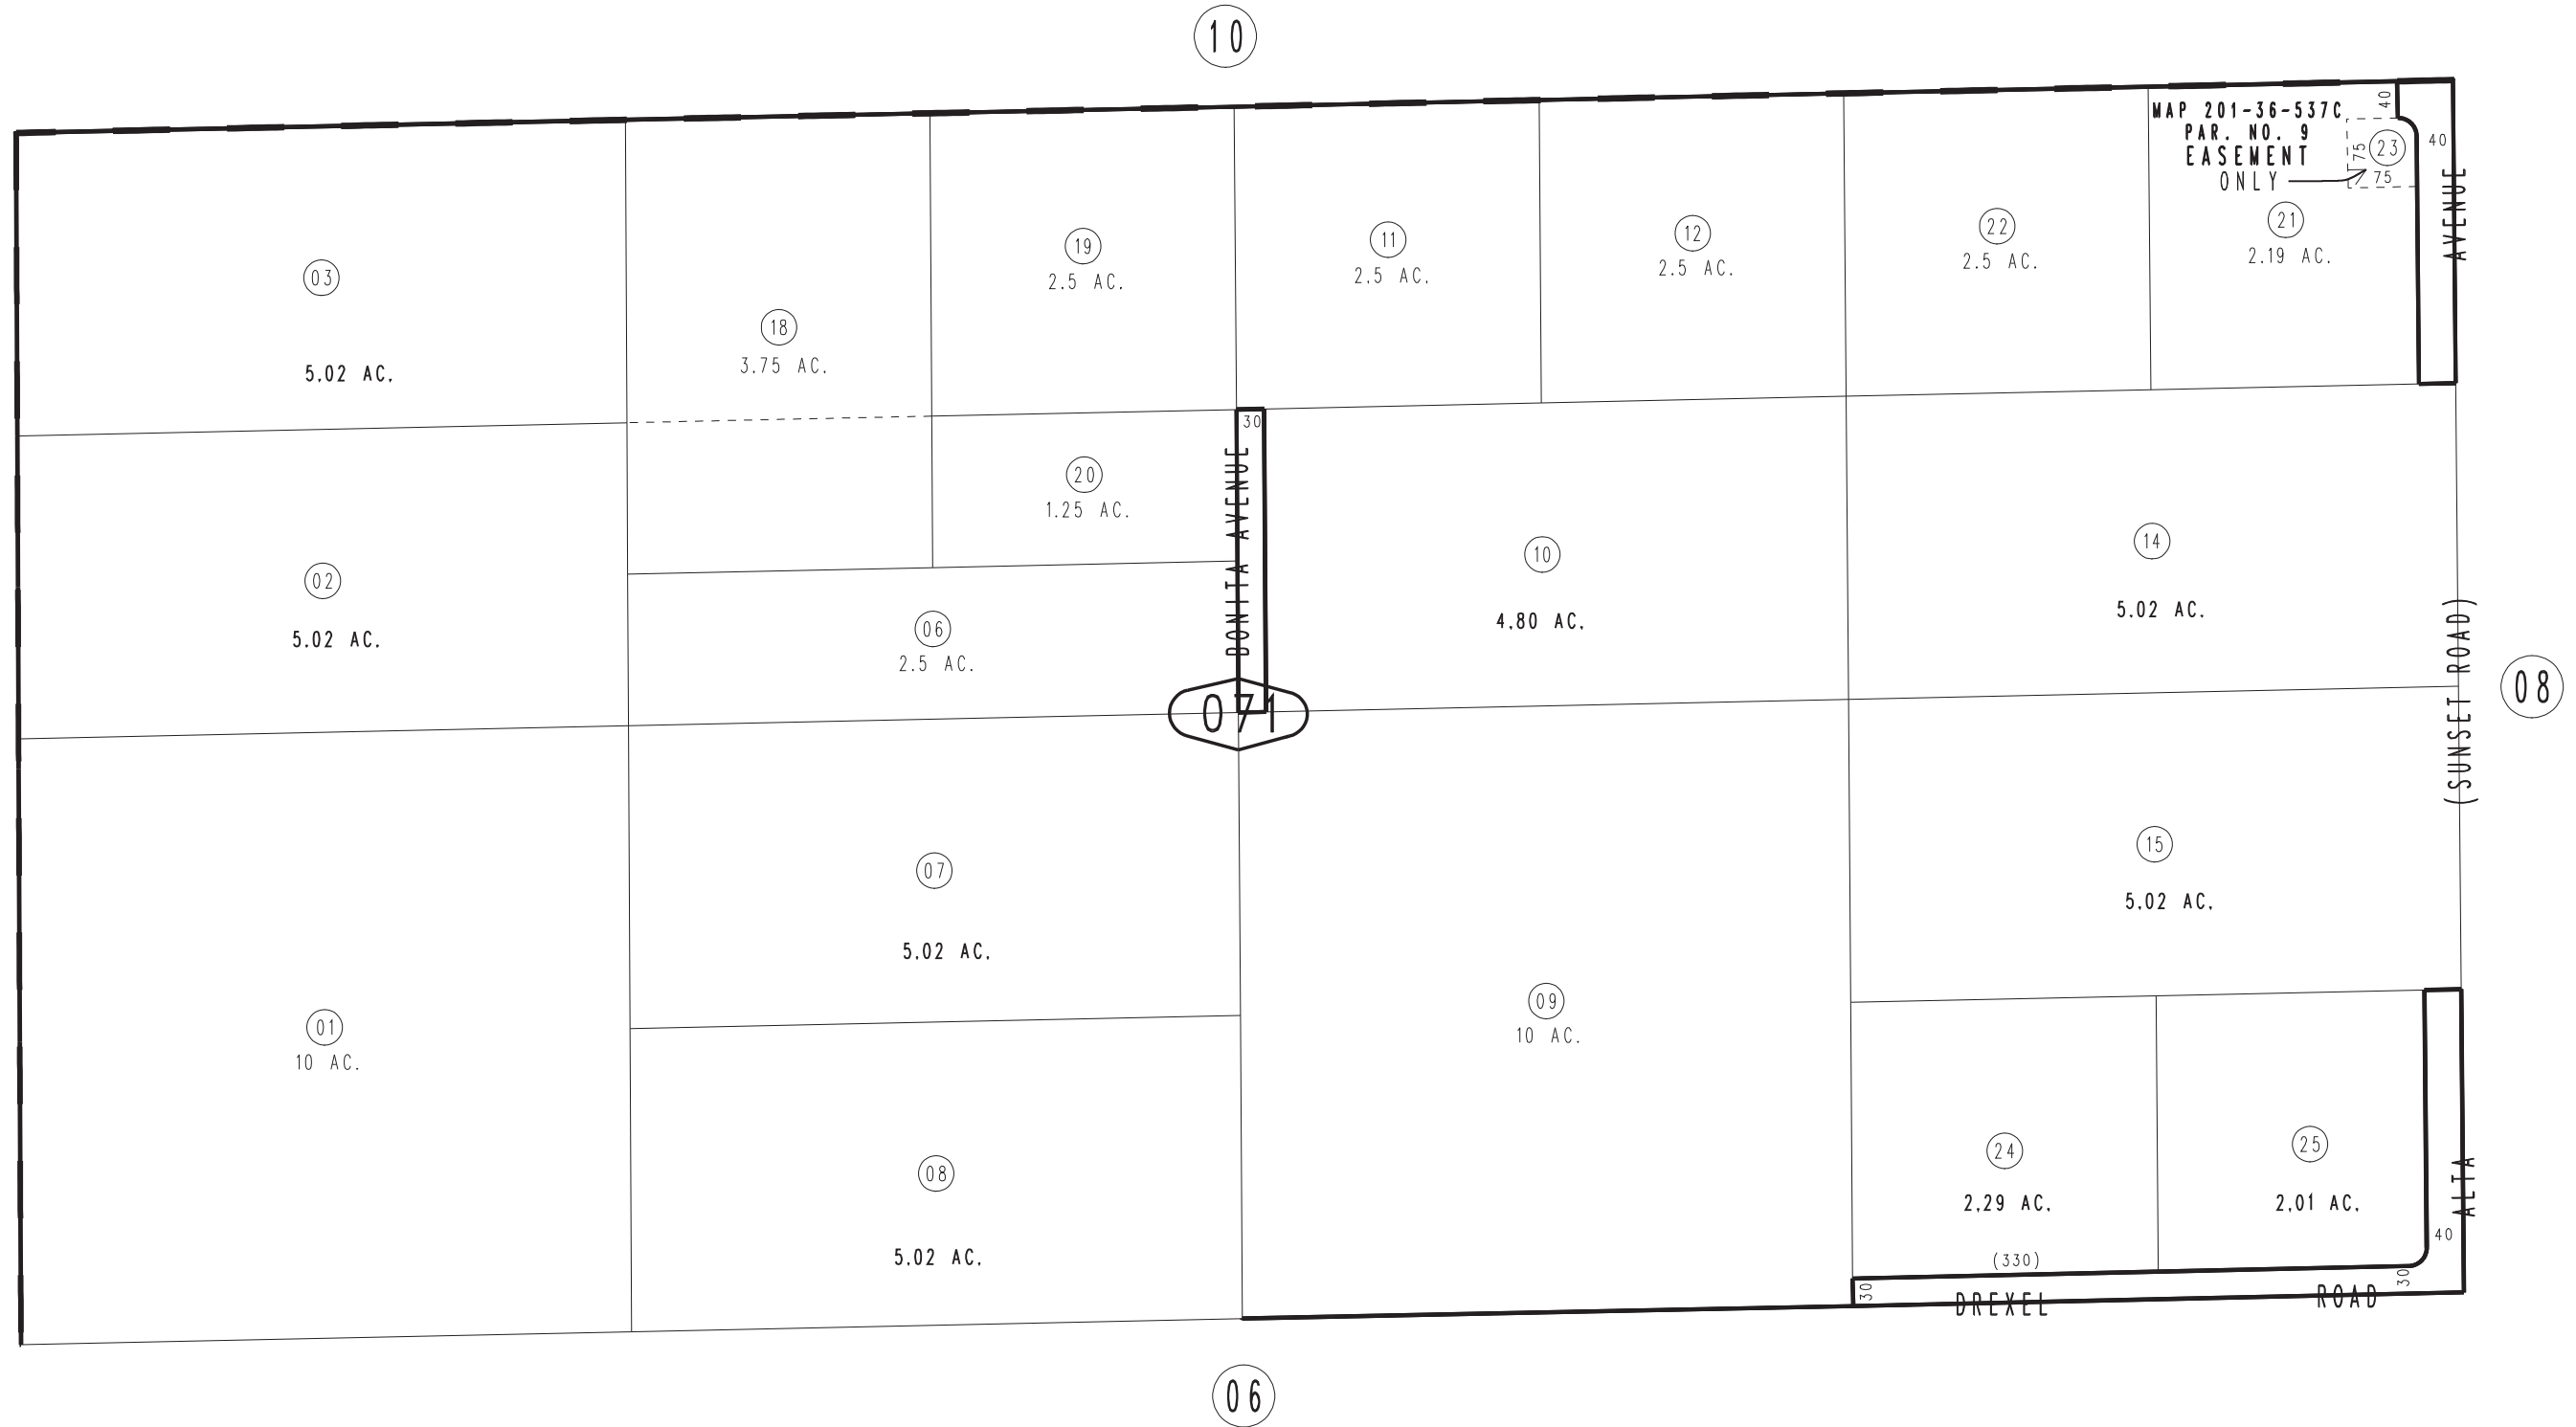 10
MAP 201-36-537C
PAR. NO. 9
EASEMENT
ONLY
40
23
75
75
40
AVENUE
03
5.02 AC.
18
3.75 AC.
19
2.5 AC.
11
2.5 AC.
12
2.5 AC.
22
2.5 AC.
21
2.19 AC.
30
BONITA AVENUE
02
5.02 AC.
20
1.25 AC.
06
2.5 AC.
10
4.80 AC.
14
5.02 AC.
(SUNSET ROAD)
08
071
07
5.02 AC.
15
5.02 AC.
01
10 AC.
09
10 AC.
08
5.02 AC.
24
2.29 AC.
(330)
25
2.01 AC.
ALTA
40
30
30
DREXEL ROAD
06